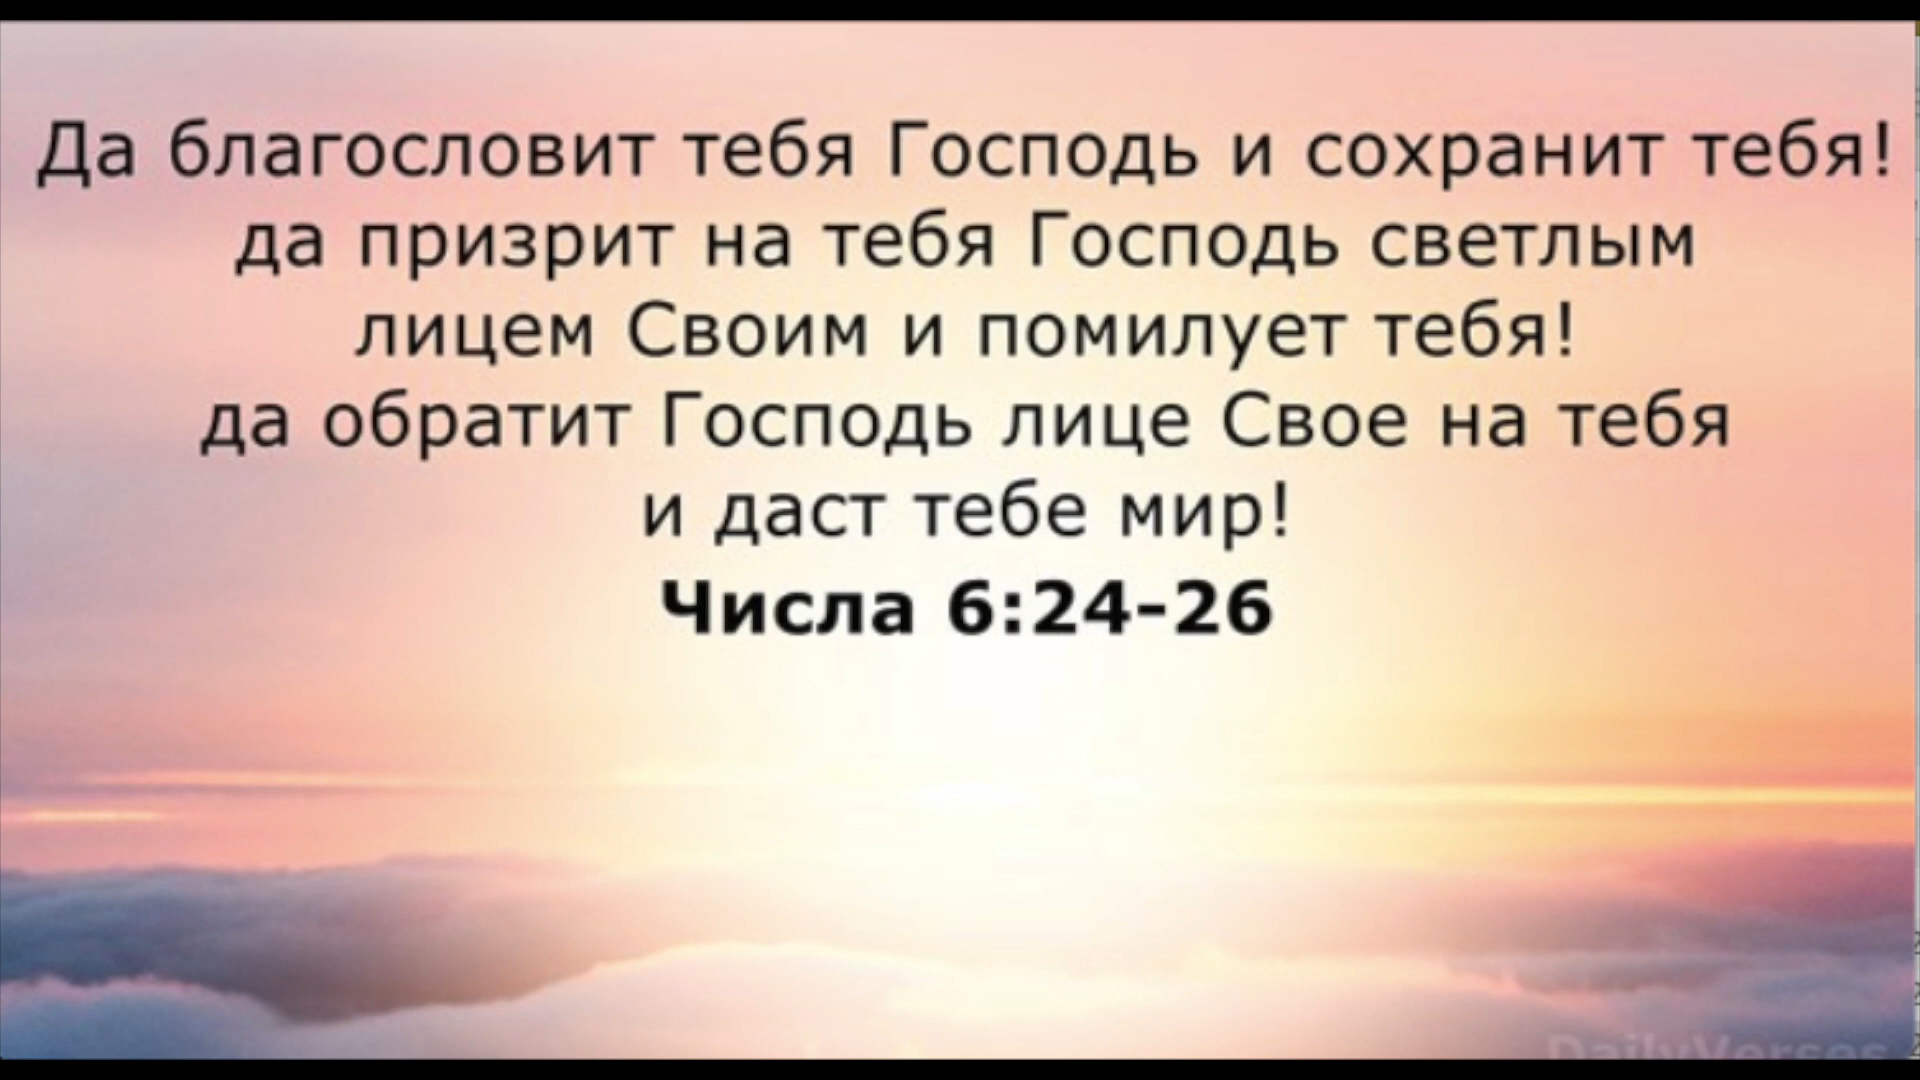 Да благословит тебя Господь и сохранит тебя!
да призрит на тебя Господь светлым
лицем Своим и помилует тебя!
да обратит Господь лице Свое на тебя
и даст тебе мир!
Числа 6:24-26
DailyVerses